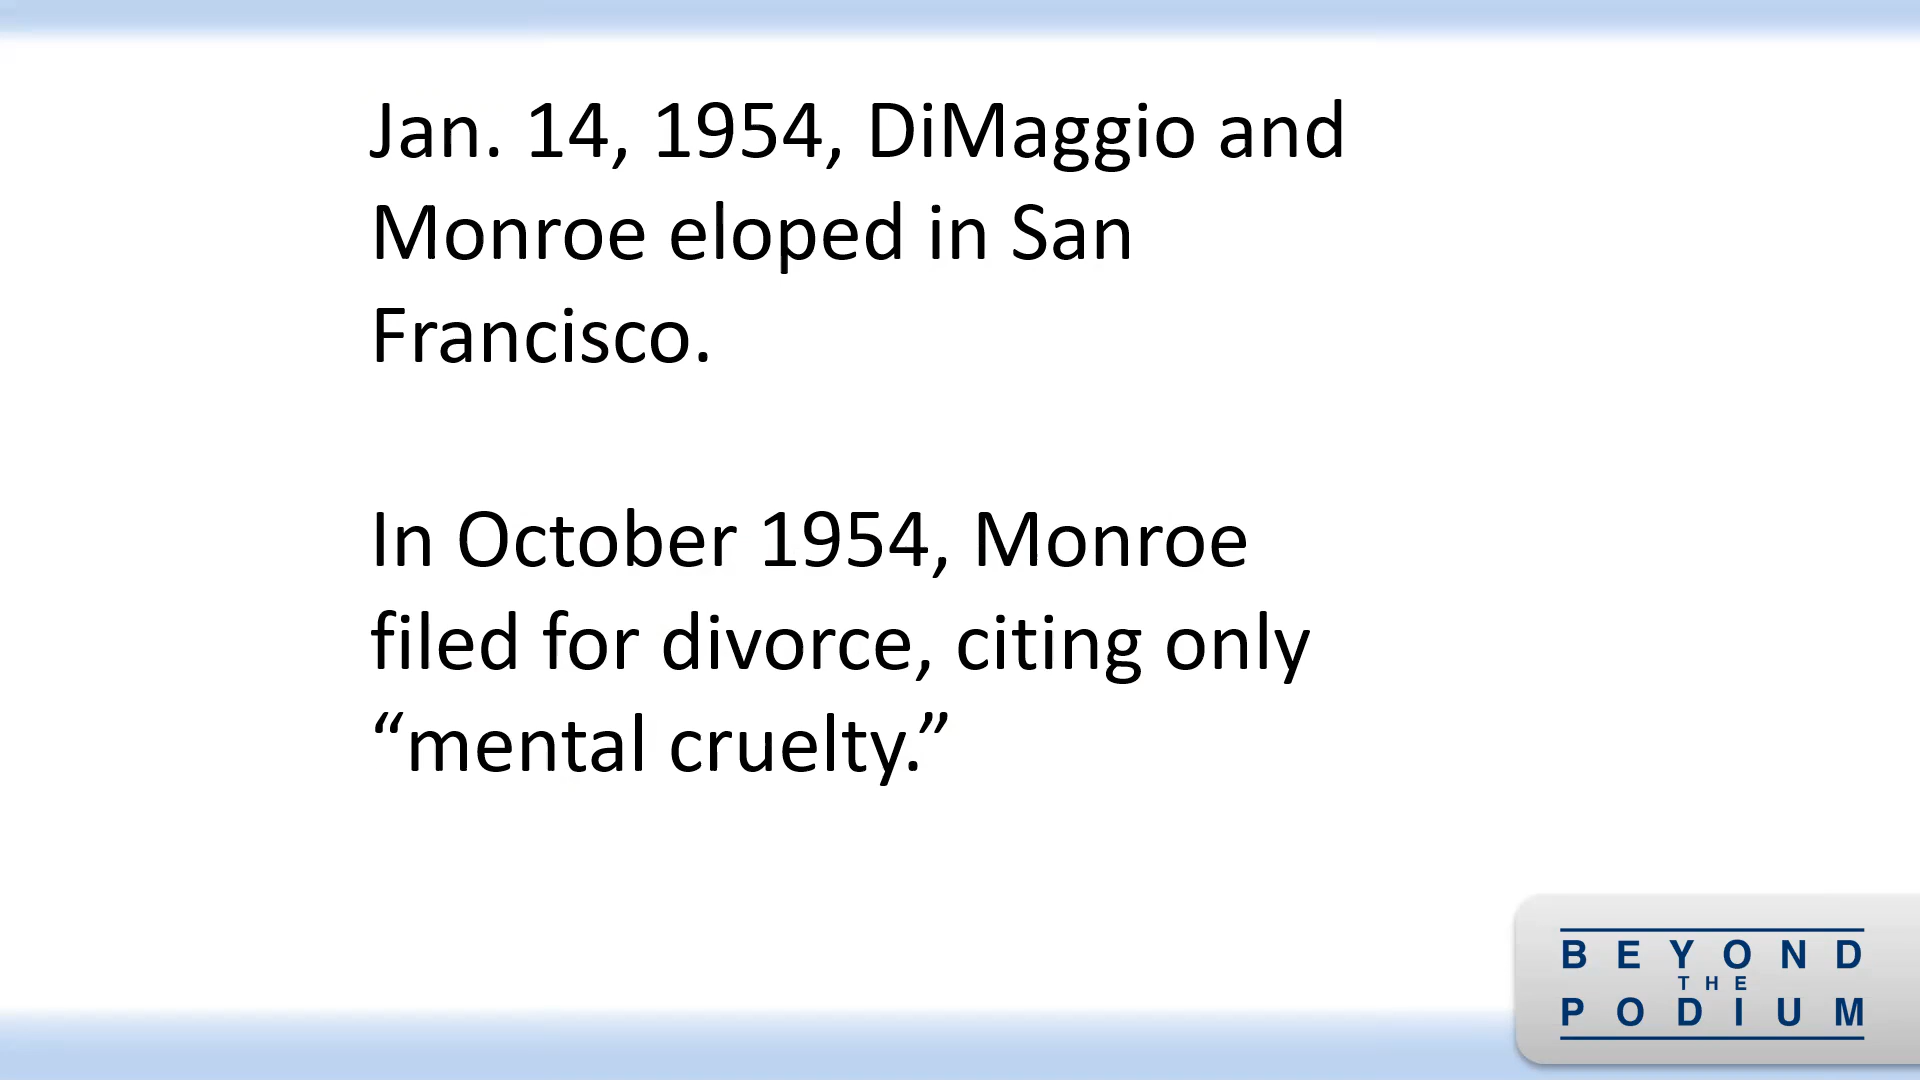 Jan. 14, 1954, DiMaggio and
Monroe eloped in San
Francisco.
In October 1954, Monroe
filed for divorce, citing only
“mental cruelty.”
BEYOND
THE
PODIUM